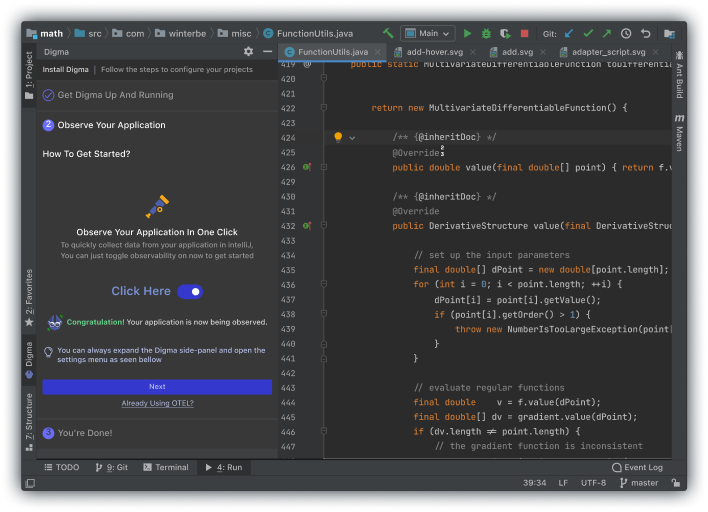 math src com winterbe misc FunctionUtils.java Main Git:
Digma
FunctionUtils.java add-hover.svg add.svg adapter_script.svg
1: Project
2: Favorites
Digma
7: Structure
Ant Build
Maven
Install Digma Follow the steps to configure your projects
Get Digma Up And Running
2 Observe Your Application
How To Get Started?
Observe Your Application In One Click
To quickly collect data from your application in intelliJ,
You can just toggle observability on now to get started
Click Here
Congratulation! Your application is now being observed.
You can always expand the Digma side-panel and open the
settings menu as seen bellow
Next
Already Using OTEL?
3 You're Done!
419 @ public static MultivariateDifferentiableFunction toDifferentia
420
421
422 return new MultivariateDifferentiableFunction() {
423
424 /** {@inheritDoc} */
425 @Override
426 public double value(final double[] point) { return f.v
429
430 /** {@inheritDoc} */
431 @Override
432 public DerivativeStructure value(final DerivativeStruc
433
434 // set up the input parameters
435 final double[] dPoint = new double[point.length];
436 for (int i = 0; i < point.length; ++i) {
437 dPoint[i] = point[i].getValue();
438 if (point[i].getOrder() > 1) {
439 throw new NumberIsTooLargeException(point[
440 }
441 }
442
443 // evaluate regular functions
444 final double v = f.value(dPoint);
445 final double[] dv = gradient.value(dPoint);
446 if (dv.length ≠ point.length) {
447 // the gradient function is inconsistent
TODO 9: Git Terminal 4: Run Event Log
39:34 LF UTF-8 master